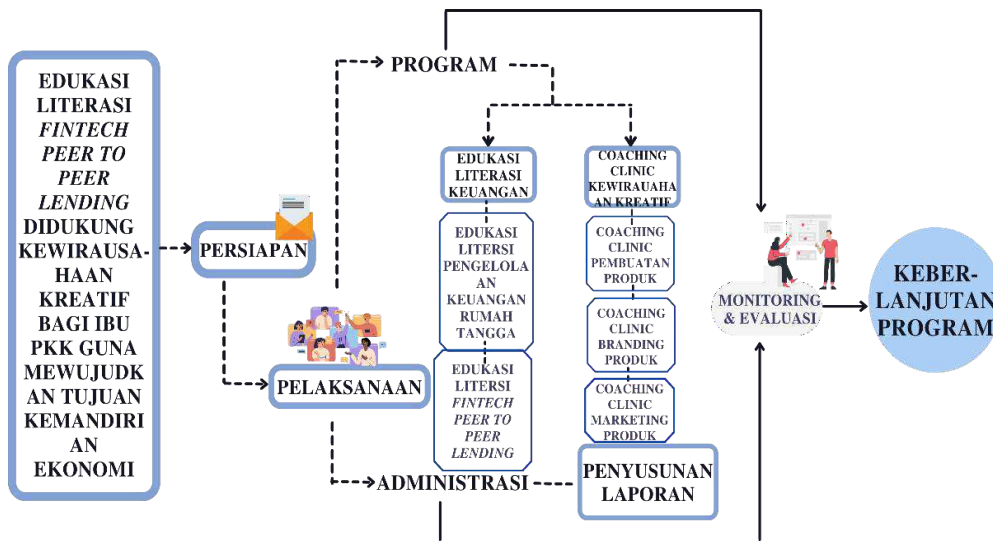 EDUKASI
LITERASI
FINTECH
PEER TO
PEER
LENDING
DIDUKUNG
KEWIRAUSA-
HAAN
KREATIF
BAGI IBU
PKK GUNA
MEWUJUDK
AN TUJUAN
KEMANDIRI
AN
EKONOMI
PERSIAPAN
PELAKSANAAN
PROGRAM
EDUKASI
LITERASI
KEUANGAN
EDUKASI
LITERSI
PENGELOLA
AN
KEUANGAN
RUMAH
TANGGA
EDUKASI
LITERSI
FINTECH
PEER TO
PEER
LENDING
COACHING
CLINIC
KEWIRAUAHA
AN KREATIF
COACHING
CLINIC
PEMBUATAN
PRODUK
COACHING
CLINIC
BRANDING
PRODUK
COACHING
CLINIC
MARKETING
PRODUK
ADMINISTRASI
PENYUSUNAN
LAPORAN
MONITORING
& EVALUASI
KEBER-
LANJUTAN
PROGRAM